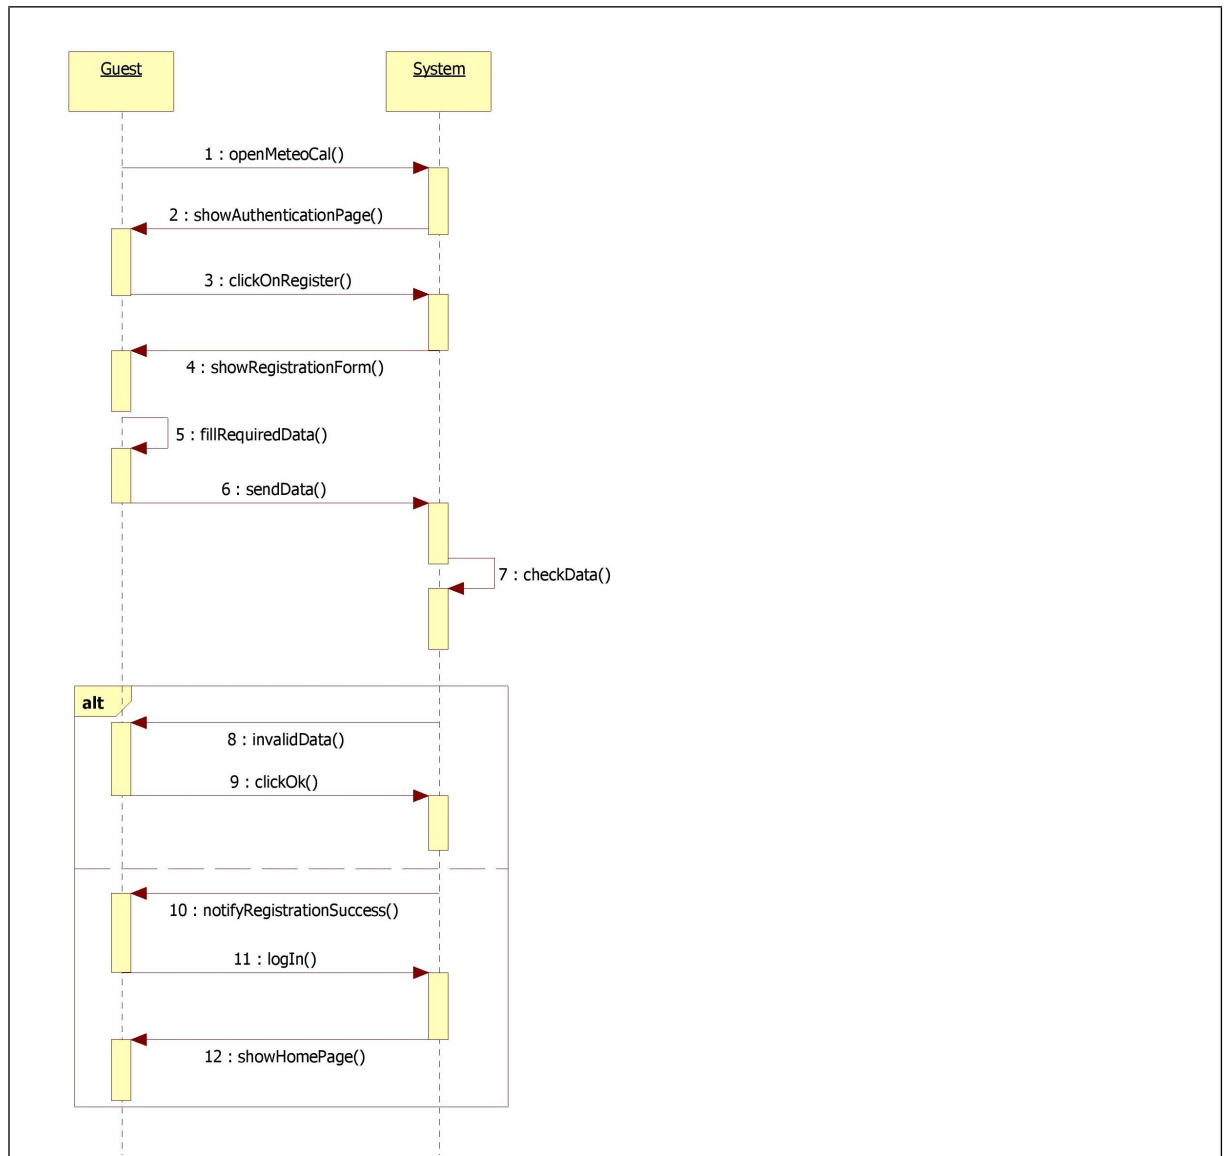 Guest
System
1 : openMeteoCal()
2 : showAuthenticationPage()
3 : clickOnRegister()
4 : showRegistrationForm()
5 : fillRequiredData()
6 : sendData()
7 : checkData()
alt
8 : invalidData()
9 : clickOk()
10 : notifyRegistrationSuccess()
11 : logIn()
12 : showHomePage()